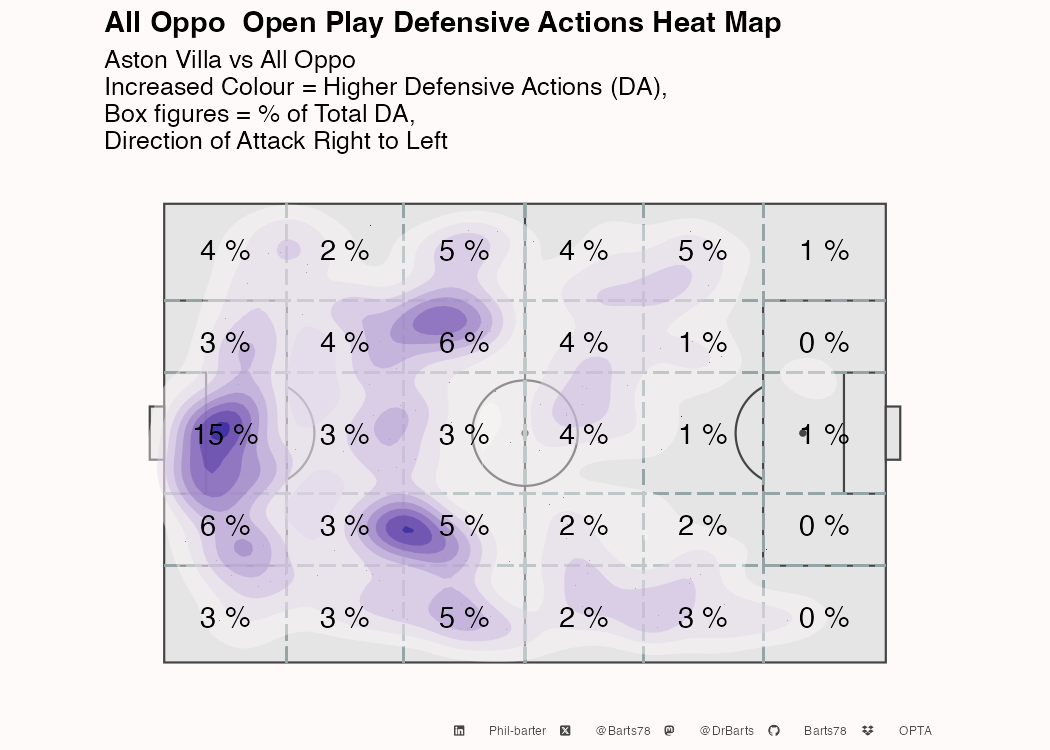 All Oppo  Open Play Defensive Actions Heat Map
Aston Villa vs All Oppo
Increased Colour = Higher Defensive Actions (DA),
Box figures = % of Total DA,
Direction of Attack Right to Left
4 % 2 % 5 % 4 % 5 % 1 %
3 % 4 % 6 % 4 % 1 % 0 %
15 % 3 % 3 % 4 % 1 % 1 %
6 % 3 % 5 % 2 % 2 % 0 %
3 % 3 % 5 % 2 % 3 % 0 %
Phil-barter @Barts78 @DrBarts Barts78 OPTA